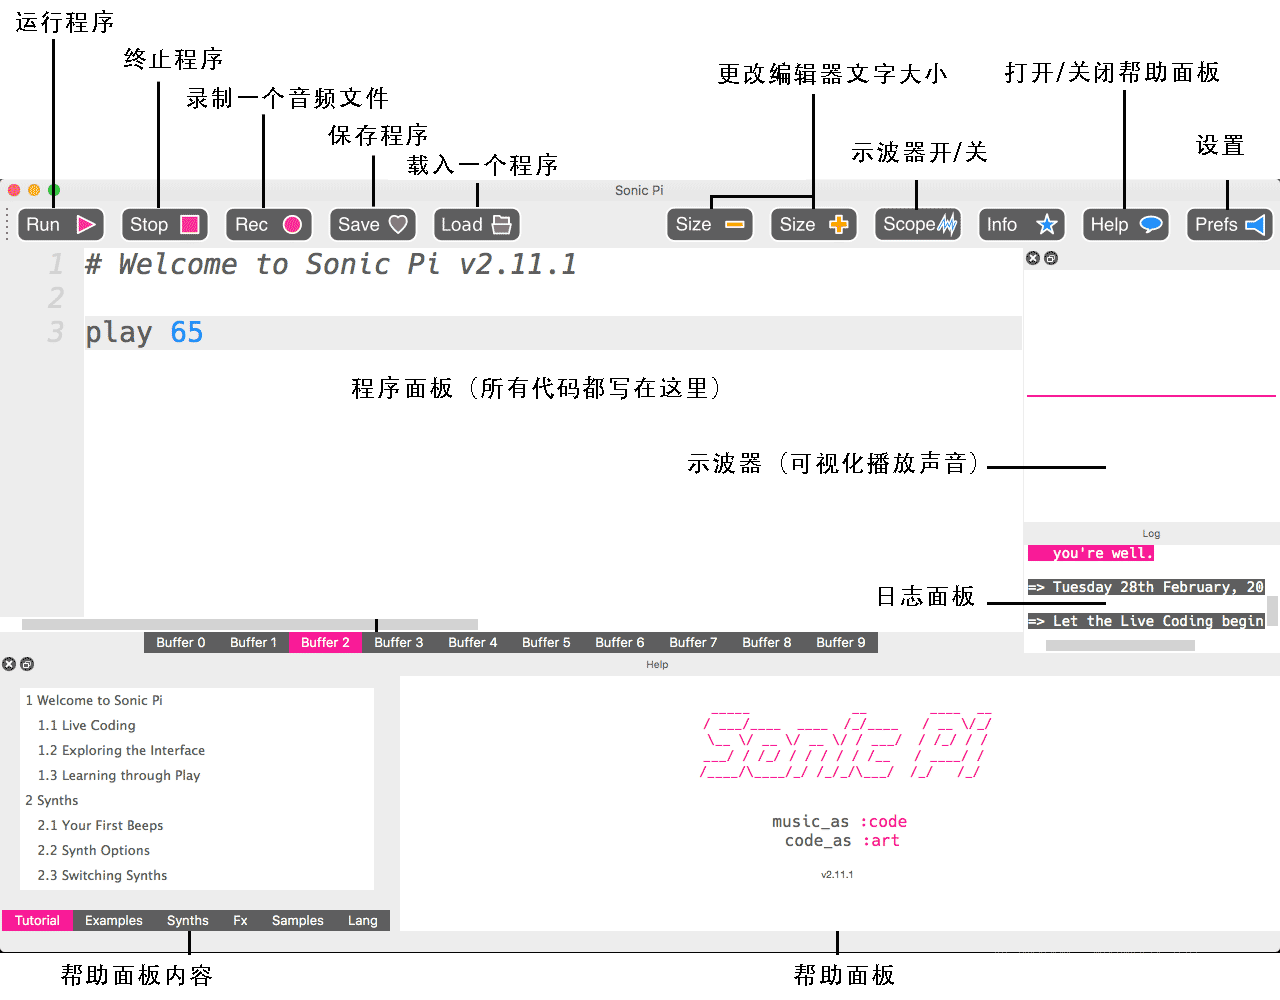 运行程序
终止程序
录制一个音频文件
保存程序
载入一个程序
更改编辑器文字大小
示波器开/关
打开/关闭帮助面板
设置
Sonic Pi
Run
Stop
Rec
Save
Load
Size
Size
Scope
Info
Help
Prefs
1 # Welcome to Sonic Pi v2.11.1
2
3 play 65
程序面板（所有代码都写在这里）
示波器（可视化播放声音）
Log
you're well.
=> Tuesday 28th February, 20
=> Let the Live Coding begin
日志面板
Buffer 0 Buffer 1 Buffer 2 Buffer 3 Buffer 4 Buffer 5 Buffer 6 Buffer 7 Buffer 8 Buffer 9
Help
1 Welcome to Sonic Pi
1.1 Live Coding
1.2 Exploring the Interface
1.3 Learning through Play
2 Synths
2.1 Your First Beeps
2.2 Synth Options
2.3 Switching Synths
Tutorial Examples Synths Fx Samples Lang
Sonic Pi
music_as :code
code_as :art
v2.11.1
帮助面板内容
帮助面板